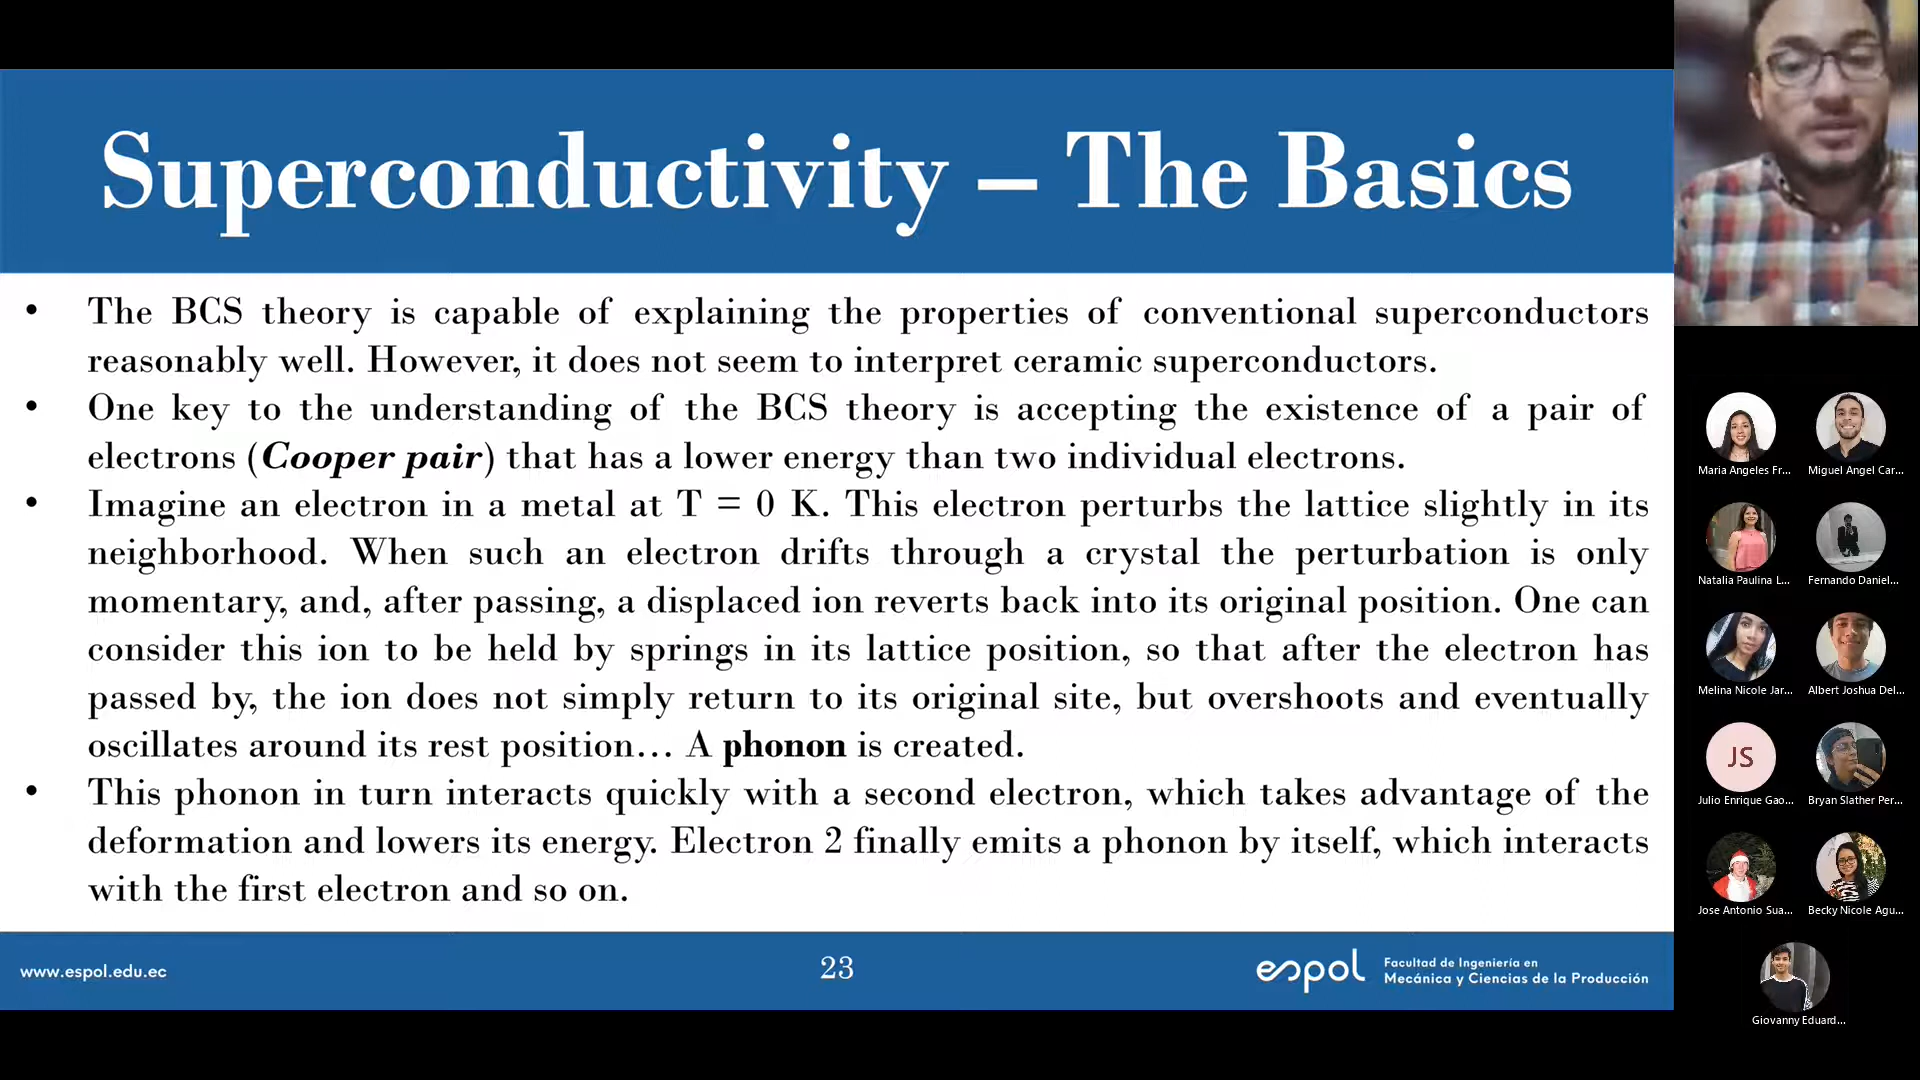 Superconductivity – The Basics
• The BCS theory is capable of explaining the properties of conventional superconductors
reasonably well. However, it does not seem to interpret ceramic superconductors.
• One key to the understanding of the BCS theory is accepting the existence of a pair of
electrons (Cooper pair) that has a lower energy than two individual electrons.
• Imagine an electron in a metal at T = 0 K. This electron perturbs the lattice slightly in its
neighborhood. When such an electron drifts through a crystal the perturbation is only
momentary, and, after passing, a displaced ion reverts back into its original position. One can
consider this ion to be held by springs in its lattice position, so that after the electron has
passed by, the ion does not simply return to its original site, but overshoots and eventually
oscillates around its rest position… A phonon is created.
• This phonon in turn interacts quickly with a second electron, which takes advantage of the
deformation and lowers its energy. Electron 2 finally emits a phonon by itself, which interacts
with the first electron and so on.
www.espol.edu.ec
23
espol
Facultad de Ingeniería en
Mecánica y Ciencias de la Producción
Maria Angeles Fr...
Miguel Angel Car...
Natalia Paulina L...
Fernando Daniel...
Melina Nicole Jar...
Albert Joshua Del...
JS
Julio Enrique Gao...
Bryan Slather Per...
Jose Antonio Sua...
Becky Nicole Agu...
Giovanny Eduard...